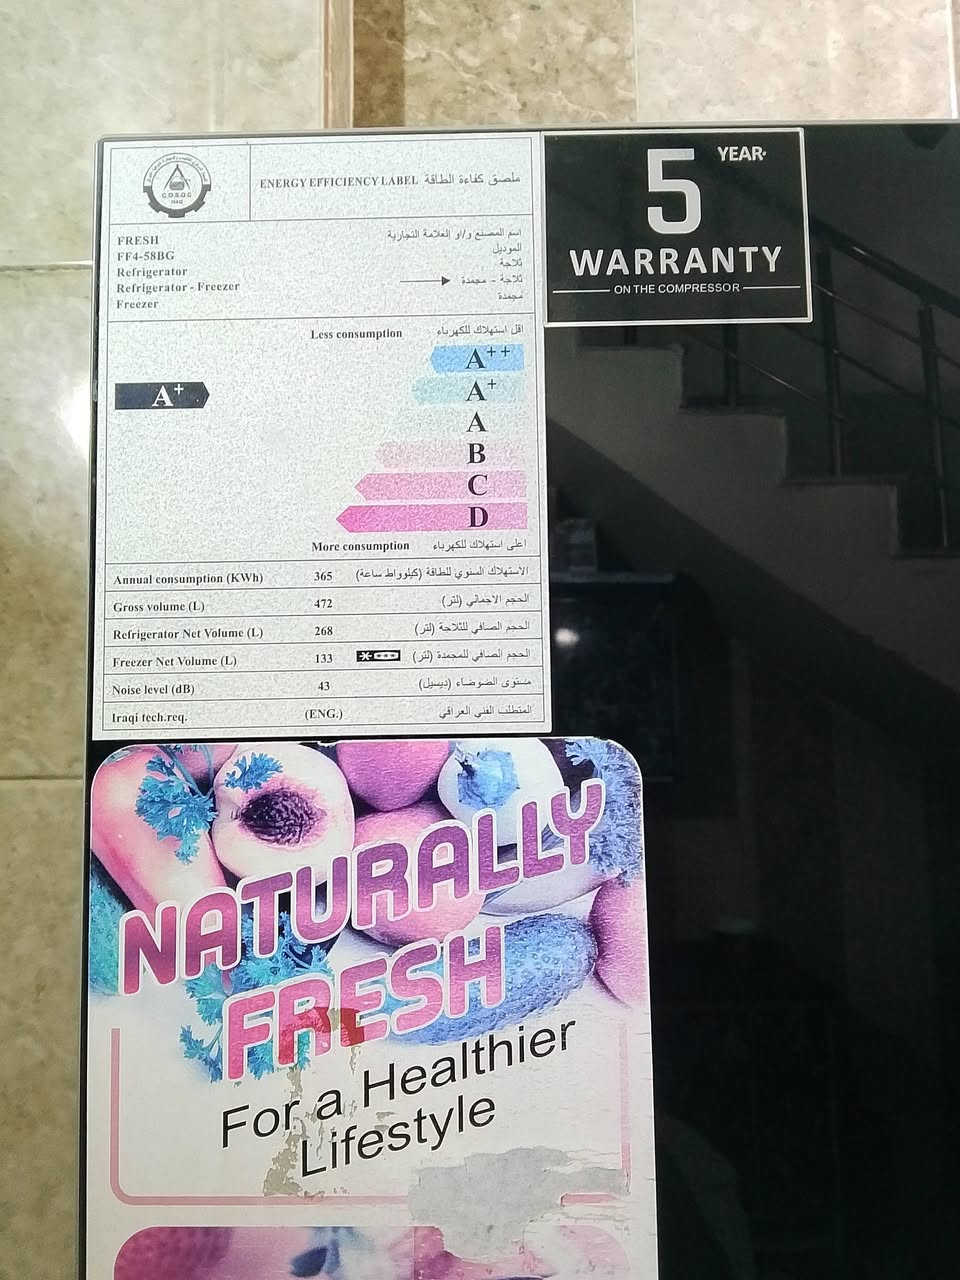 C.O.S.Q.C
IRAQ
ENERGY EFFICIENCY LABEL ملصق كفاءة الطاقة
FRESH اسم المصنع و/او العلامة التجارية
FF4-58BG الموديل
Refrigerator ثلاجة
Refrigerator - Freezer ثلاجة - مجمدة
Freezer مجمدة
Less consumption اقل استهلاك للكهرباء
A++
A+ A+
A
B
C
D
More consumption اعلى استهلاك للكهرباء
Annual consumption (KWh) 365 الاستهلاك السنوي للطاقة (كيلوواط ساعة)
Gross volume (L) 472 الحجم الاجمالي (لتر)
Refrigerator Net Volume (L) 268 الحجم الصافي للثلاجة (لتر)
Freezer Net Volume (L) 133 الحجم الصافي للمجمدة (لتر)
Noise level (dB) 43 مستوى الضوضاء (ديسبل)
Iraqi tech.req. (ENG.) المتطلب الفني العراقي
5 YEAR
WARRANTY
ON THE COMPRESSOR
NATURALLY
FRESH
For a Healthier
Lifestyle